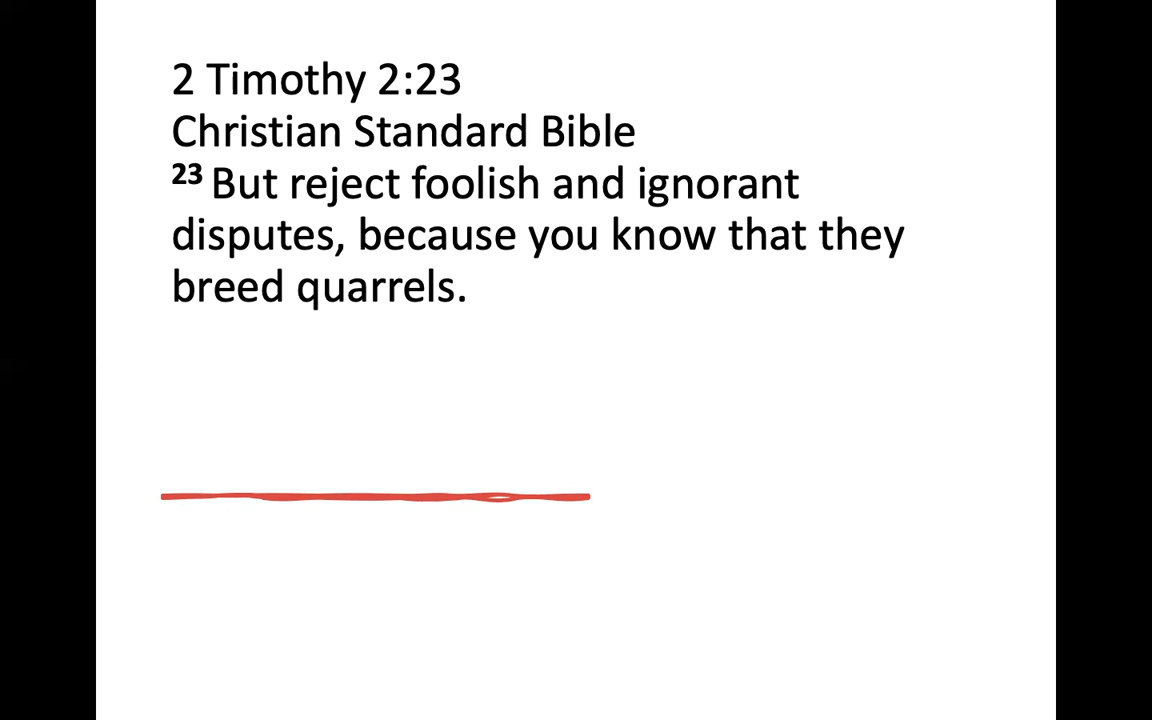 2 Timothy 2:23
Christian Standard Bible
23 But reject foolish and ignorant
disputes, because you know that they
breed quarrels.